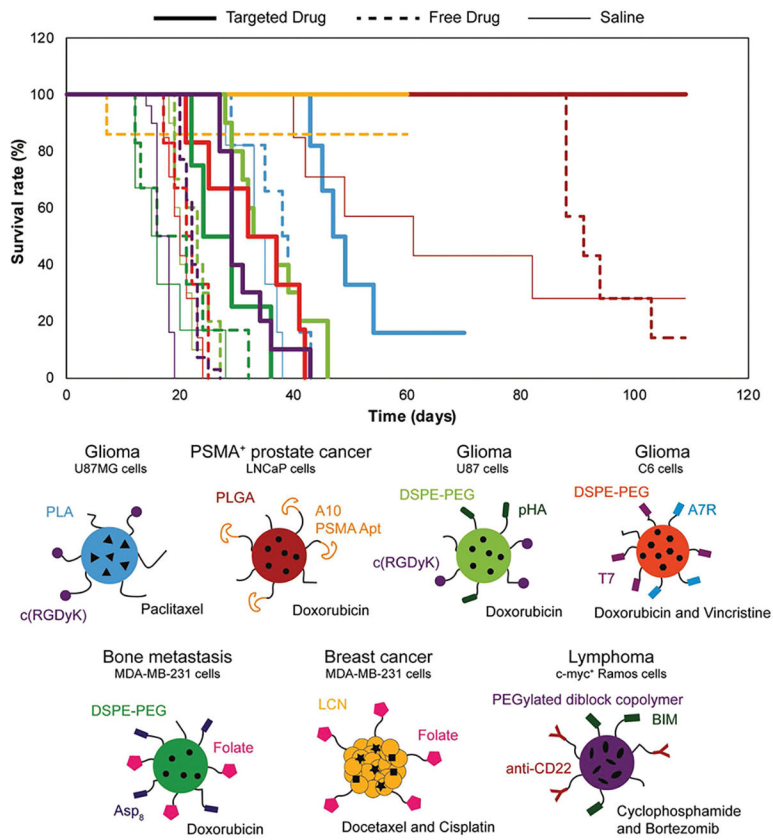 Targeted Drug Free Drug Saline
120
100
80
60
40
20
0
Survival rate (%)
0 20 40 60 80 100 120
Time (days)
Glioma
U87MG cells
PLA
c(RGDyK)
Paclitaxel
PSMA⁺ prostate cancer
LNCaP cells
PLGA
A10
PSMA Apt
Doxorubicin
Glioma
U87 cells
DSPE-PEG
pHA
c(RGDyK)
Doxorubicin
Glioma
C6 cells
DSPE-PEG
A7R
T7
Doxorubicin and Vincristine
Bone metastasis
MDA-MB-231 cells
DSPE-PEG
Folate
Asp₈
Doxorubicin
Breast cancer
MDA-MB-231 cells
LCN
Folate
Docetaxel and Cisplatin
Lymphoma
c-myc⁺ Ramos cells
PEGylated diblock copolymer
BIM
anti-CD22
Cyclophosphamide
and Bortezomb